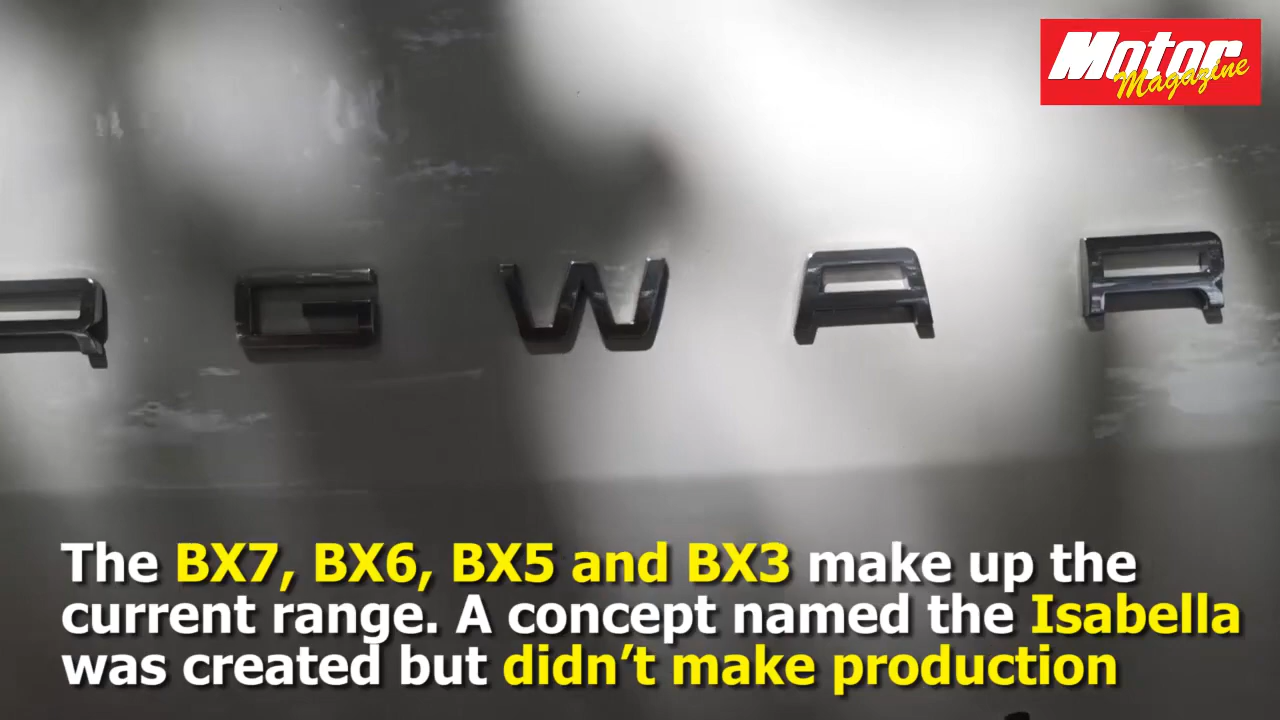 Motor
Magazine
RGWAR
The BX7, BX6, BX5 and BX3 make up the
current range. A concept named the Isabella
was created but didn’t make production